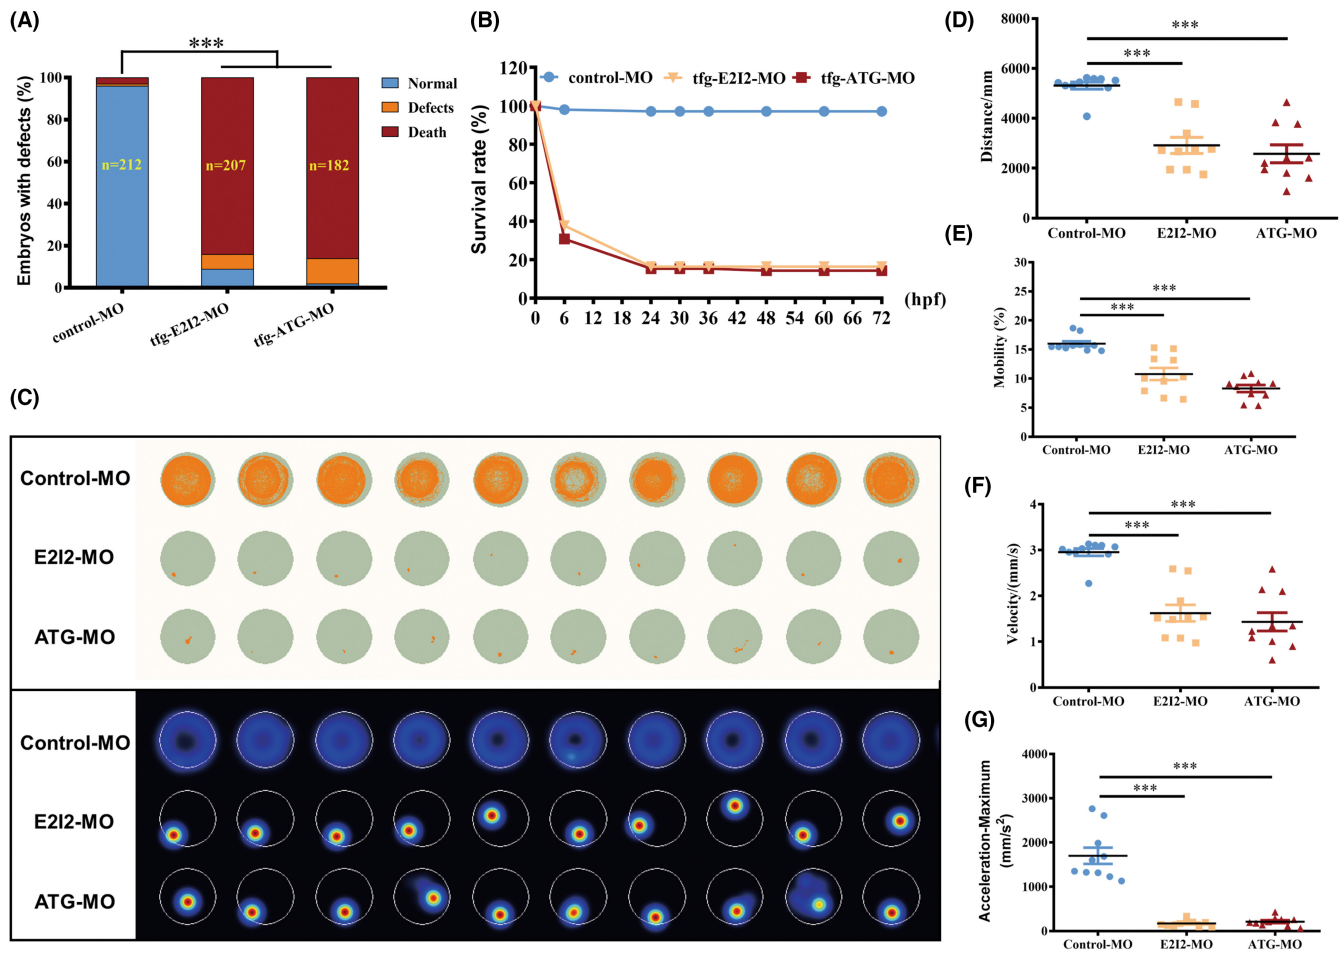 (A)
***
Embryos with defects (%)
100
80
60
40
20
0
n=212
n=207
n=182
control-MO
tfg-E2I2-MO
tfg-ATG-MO
Normal
Defects
Death
(B)
Survival rate (%)
120
100
80
60
40
20
0
control-MO
tfg-E2I2-MO
tfg-ATG-MO
0 6 12 18 24 30 36 42 48 54 60 66 72
(hpf)
(C)
Control-MO
E2I2-MO
ATG-MO
Control-MO
E2I2-MO
ATG-MO
(D)
Distance/mm
8000
6000
4000
2000
0
***
***
Control-MO E2I2-MO ATG-MO
(E)
Mobility (%)
30
25
20
15
10
5
0
***
***
Control-MO E2I2-MO ATG-MO
(F)
Velocity/(mm/s)
4
3
2
1
0
***
***
Control-MO E2I2-MO ATG-MO
(G)
Acceleration-Maximum
(mm/s²)
4000
3000
2000
1000
0
***
***
Control-MO E2I2-MO ATG-MO